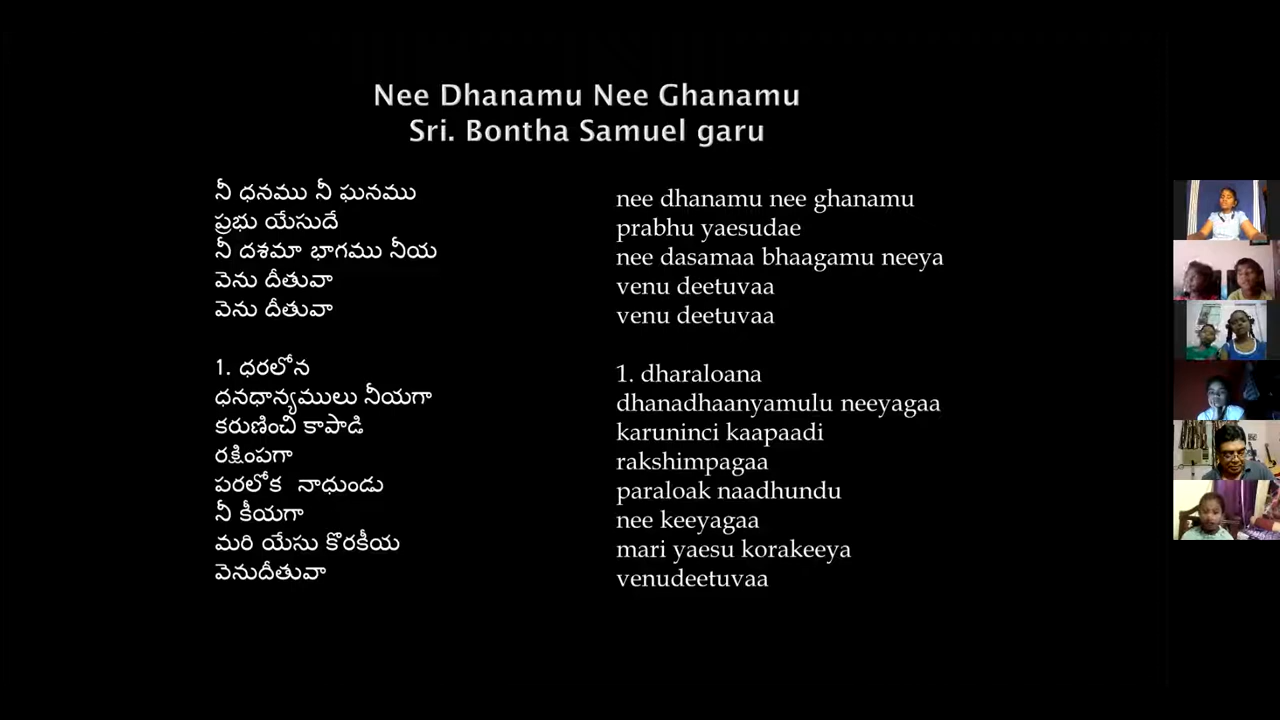 Nee Dhanamu Nee Ghanamu
Sri. Bontha Samuel garu
నీ ధనము నీ ఘనము
ప్రభు యేసుదే
నీ దశమా భాగము నీయ
వెను దీతువా
వెను దీతువా
1. ధరలోన
ధనధాన్యములు నీయగా
కరుణించి కాపాడి
రక్షింపగా
పరలోక  నాధుండు
నీ కీయగా
మరి యేసు కొరకీయ
వెనుదీతువా
nee dhanamu nee ghanamu
prabhu yaesudae
nee dasamaa bhaagamu neeya
venu deetuvaa
venu deetuvaa
1. dharaloana
dhanadhaanyamulu neeyagaa
karuninci kaapaadi
rakshimpagaa
paraloak naadhundu
nee keeyagaa
mari yaesu korakeeya
venudeetuvaa